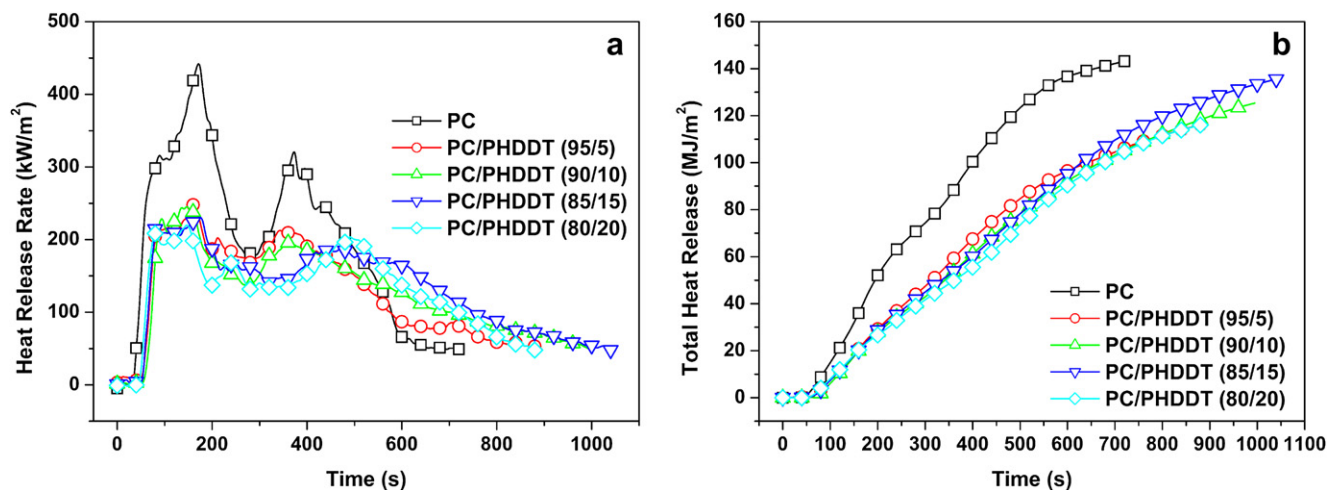 a
Heat Release Rate (kW/m²)
500
400
300
200
100
0
PC
PC/PHDDT (95/5)
PC/PHDDT (90/10)
PC/PHDDT (85/15)
PC/PHDDT (80/20)
0 200 400 600 800 1000
Time (s)
b
Total Heat Release (MJ/m²)
160
140
120
100
80
60
40
20
0
-20
PC
PC/PHDDT (95/5)
PC/PHDDT (90/10)
PC/PHDDT (85/15)
PC/PHDDT (80/20)
0 100 200 300 400 500 600 700 800 900 1000 1100
Time (s)